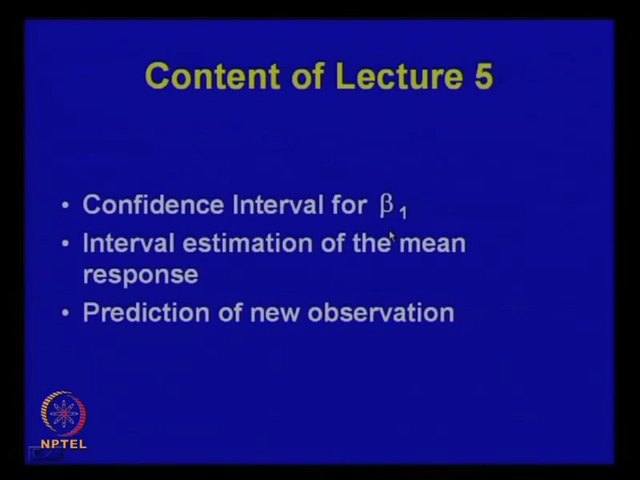 Content of Lecture 5
• Confidence Interval for β₁
• Interval estimation of the mean
response
• Prediction of new observation
NPTEL